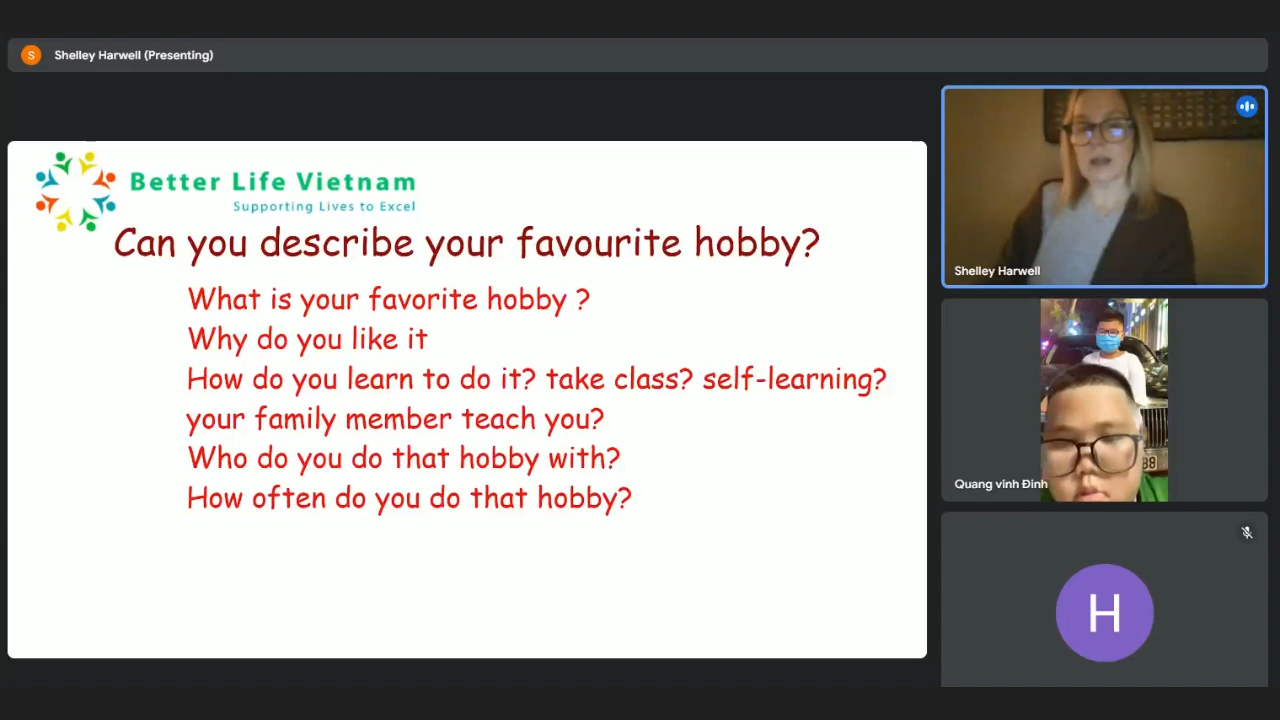 S
Shelley Harwell (Presenting)
Better Life Vietnam
Supporting Lives to Excel
Can you describe your favourite hobby?
What is your favorite hobby ?
Why do you like it
How do you learn to do it? take class? self-learning?
your family member teach you?
Who do you do that hobby with?
How often do you do that hobby?
Shelley Harwell
88
Quang vinh Đinh
H